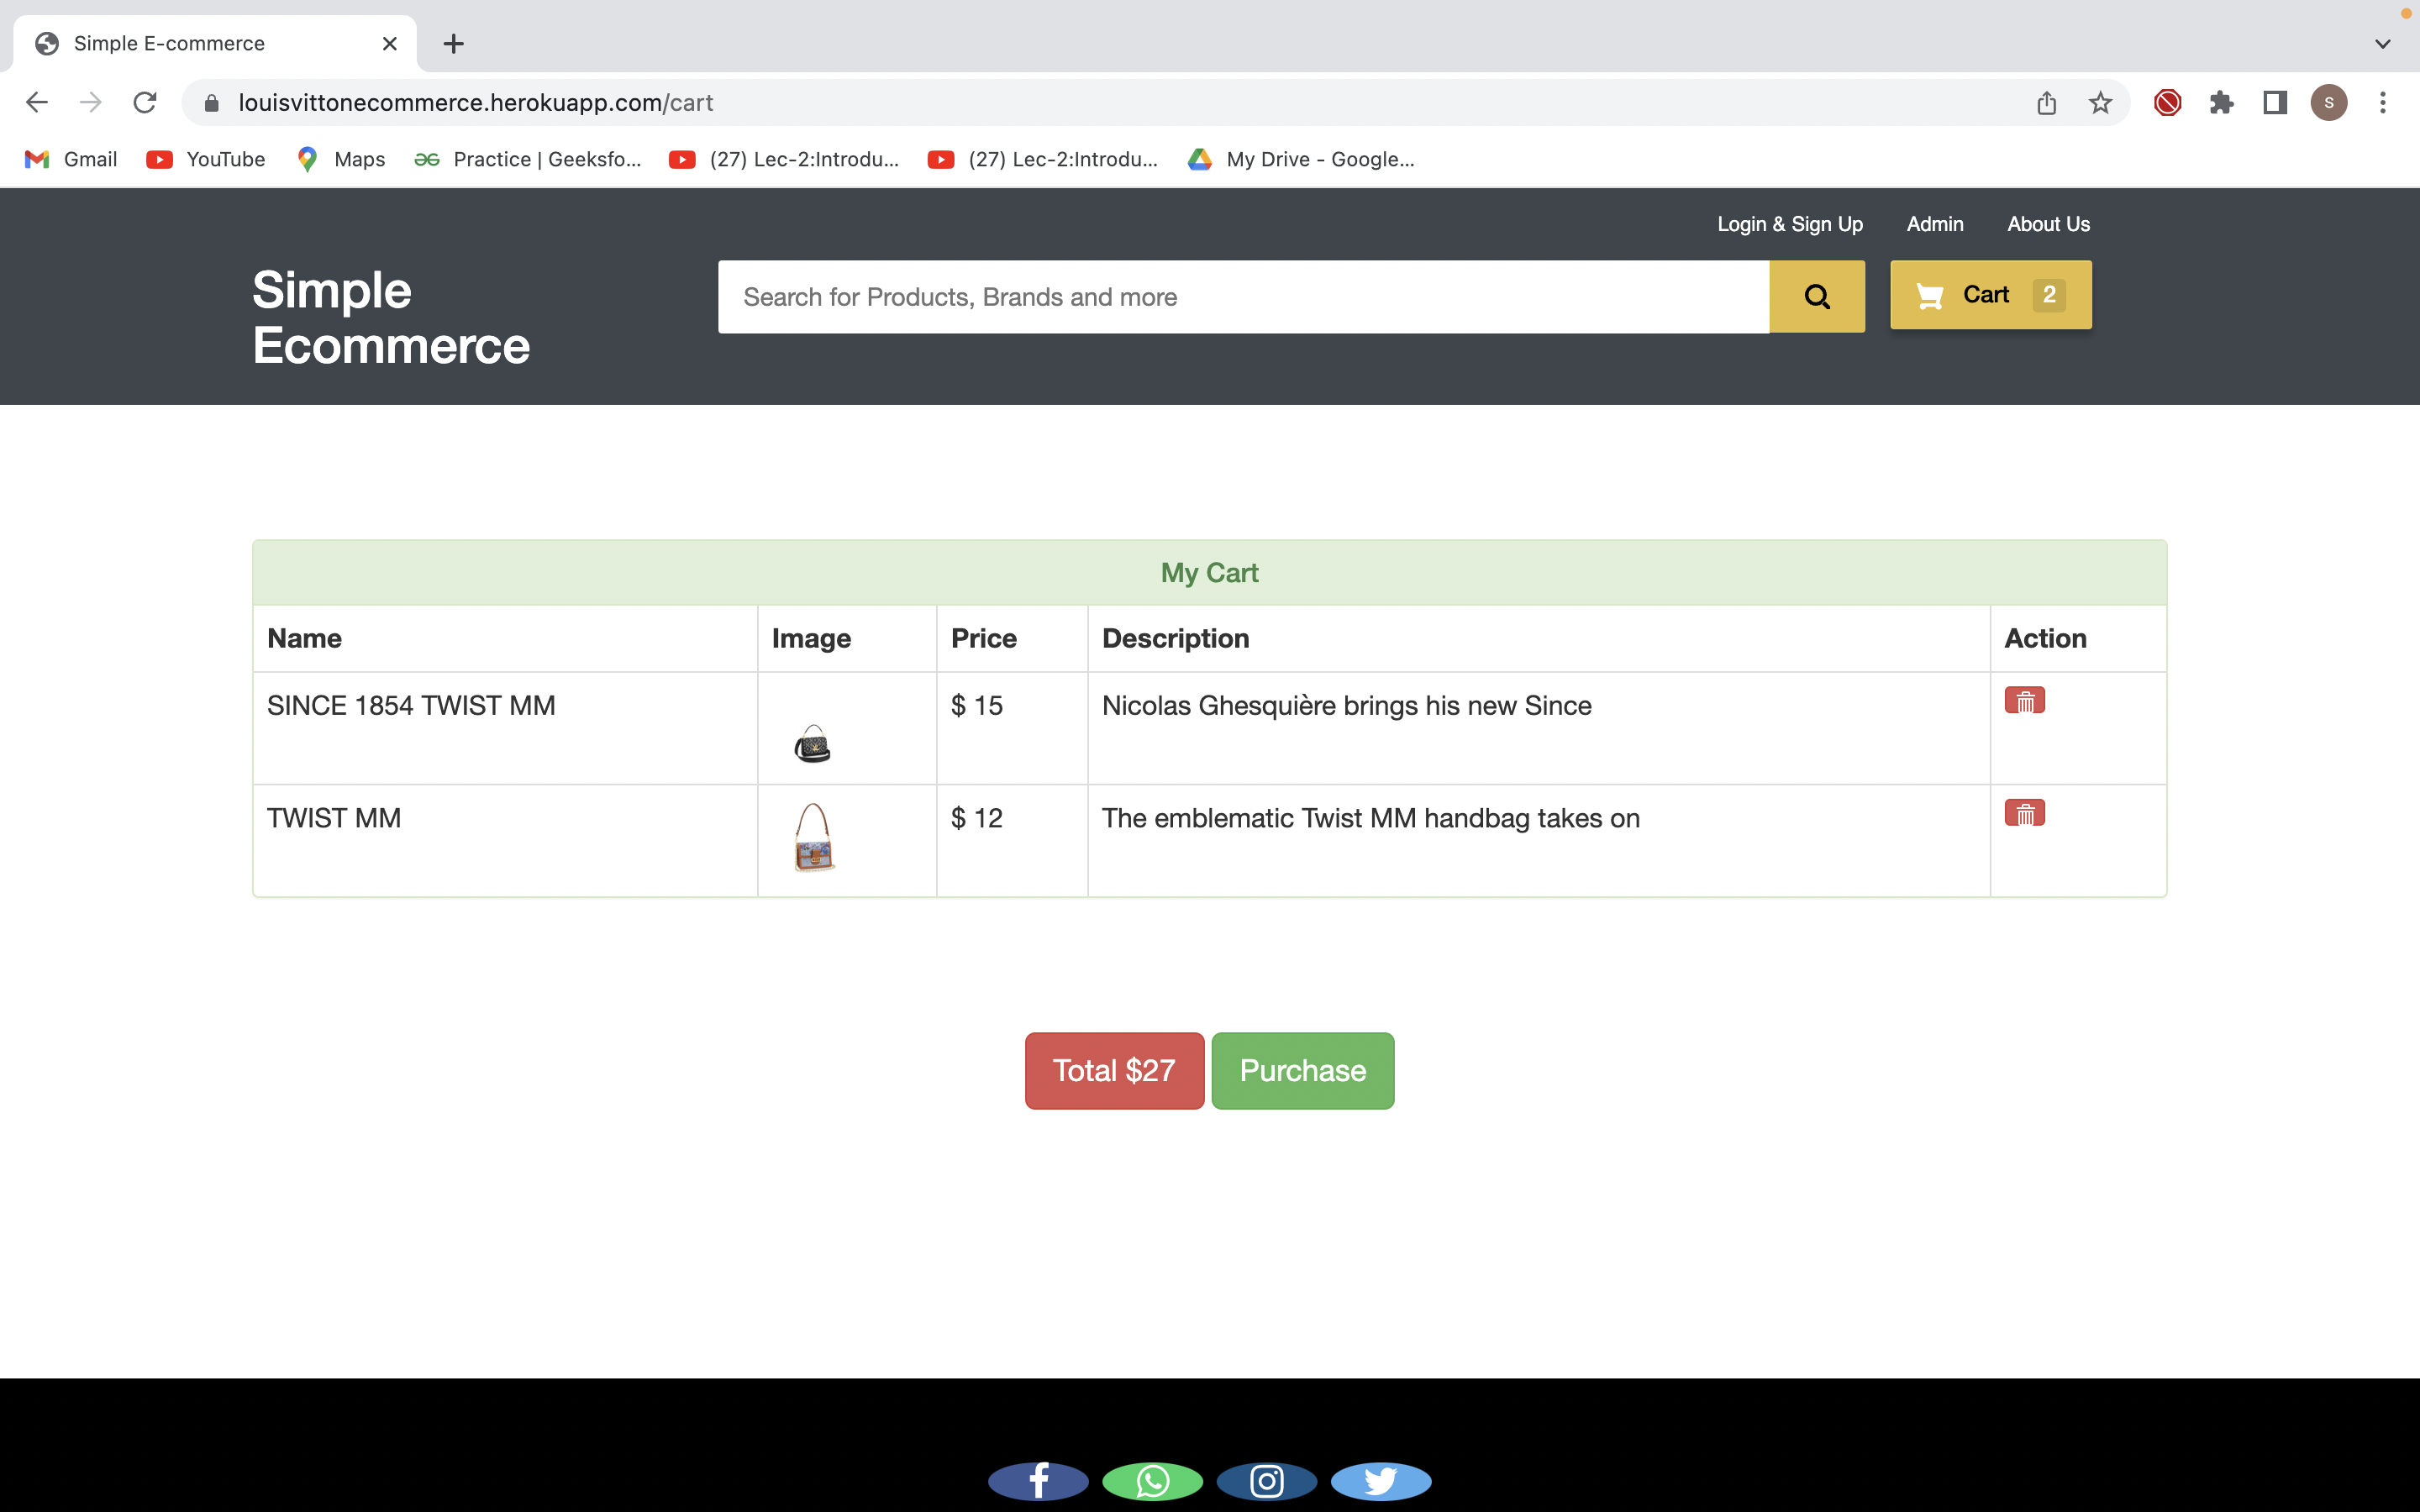 Simple E-commerce
louisvittonecommerce.herokuapp.com/cart
S
Gmail YouTube Maps Practice | Geeksfo... (27) Lec-2:Introdu... (27) Lec-2:Introdu... My Drive - Google...
Login & Sign Up Admin About Us
Simple
Ecommerce
Search for Products, Brands and more
Cart 2
My Cart
Name Image Price Description Action
SINCE 1854 TWIST MM $ 15 Nicolas Ghesquière brings his new Since
TWIST MM $ 12 The emblematic Twist MM handbag takes on
Total $27 Purchase